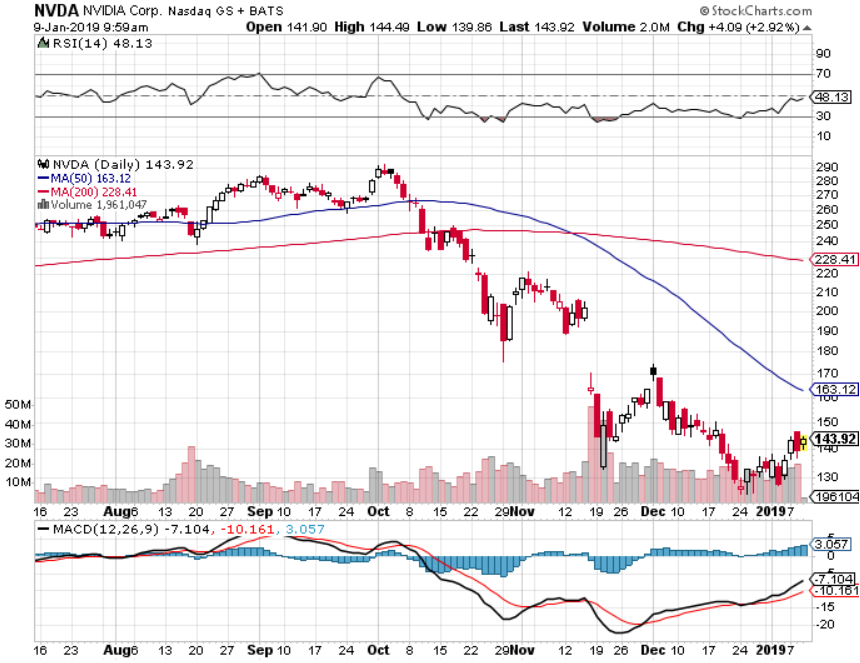 NVDA NVIDIA Corp. Nasdaq GS + BATS © StockCharts.com
9-Jan-2019 9:59am Open 141.90 High 144.49 Low 139.86 Last 143.92 Volume 2.0M Chg +4.09 (+2.92%)
RSI(14) 48.13
90
70
48.13
30
10
NVDA (Daily) 143.92
MA(50) 163.12
MA(200) 228.41
Volume 1,961,047
290
280
270
260
250
240
228.41
220
210
200
190
180
170
163.12
160
150
143.92
140
130
1961047
50M
40M
30M
20M
10M
16 23 Aug6 13 20 27 Sep 10 17 24 Oct 8 15 22 29 Nov 12 19 26 Dec 10 17 24 2019 7
MACD(12,26,9) -7.104, -10.161, 3.057
5
3.057
0
-5
-7.104
-10.161
-15
-20
16 23 Aug6 13 20 27 Sep 10 17 24 Oct 8 15 22 29 Nov 12 19 26 Dec 10 17 24 2019 7